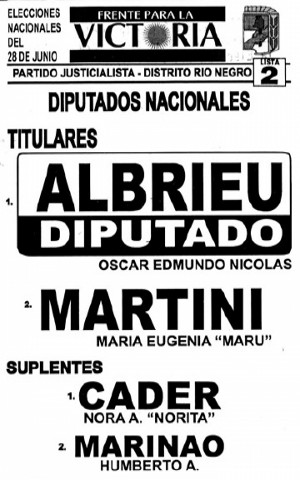 ELECCIONES
NACIONALES
DEL
28 DE JUNIO
FRENTE PARA LA
VICTORIA
PARTIDO JUSTICIALISTA - DISTRITO RIO NEGRO
LISTA
2
DIPUTADOS NACIONALES
TITULARES
1. ALBRIEU
DIPUTADO
OSCAR EDMUNDO NICOLAS
2. MARTINI
MARIA EUGENIA "MARU"
SUPLENTES
1. CADER
NORA A. "NORITA"
2. MARINAO
HUMBERTO A.